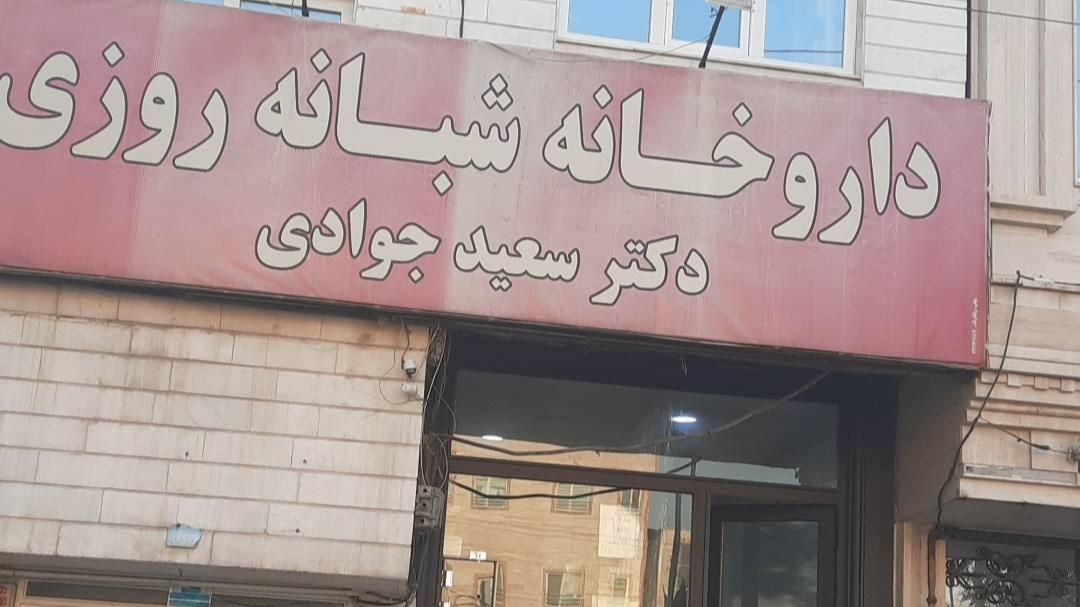 داروخانه شبانه روزی
دکتر سعید جوادی